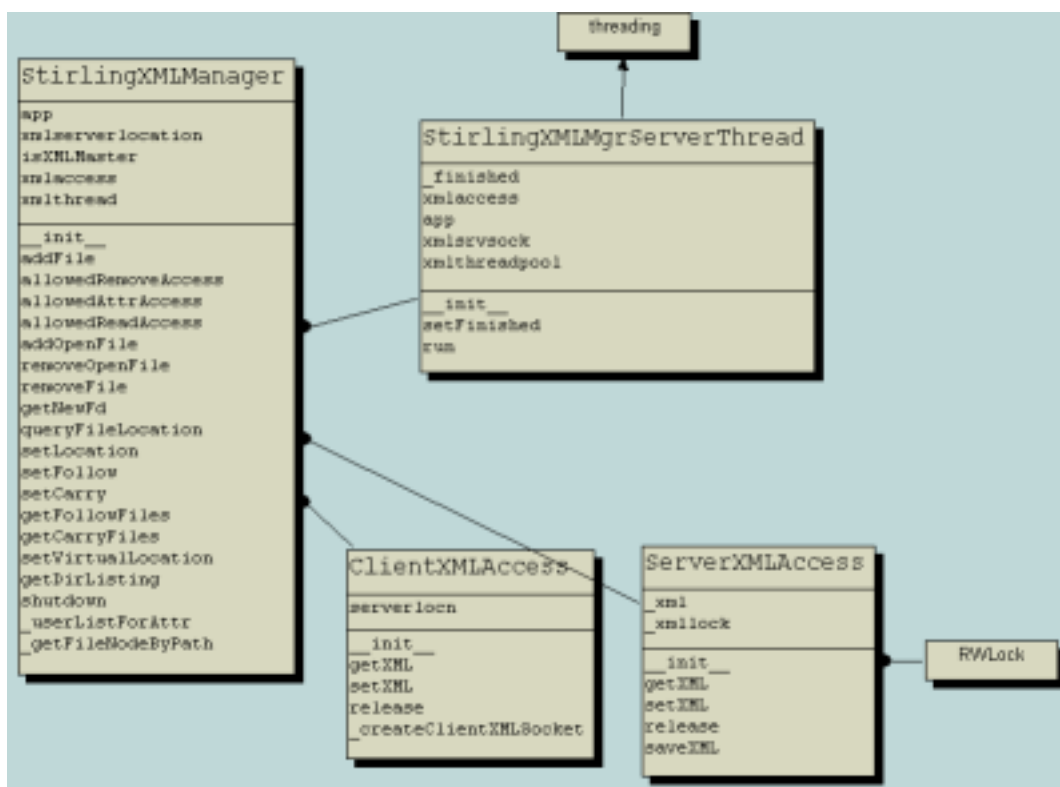 threading
StirlingXMLManager
app
xmlserverlocation
isXMLMaster
xmlaccess
xmlthread
__init__
addFile
allowedRemoveAccess
allowedAttrAccess
allowedReadAccess
addOpenFile
removeOpenFile
removeFile
getNewFd
queryFileLocation
setLocation
setFollow
setCarry
getFollowFiles
getCarryFiles
setVirtualLocation
getDirListing
shutdown
_userListForAttr
_getFileNodeByPath
StirlingXMLMgrServerThread
_finished
xmlaccess
app
xmlsrvsock
xmlthreadpool
__init__
setFinished
run
ClientXMLAccess
serverlocn
__init__
getXML
setXML
release
_createClientXMLSocket
ServerXMLAccess
_xml
_xmllock
__init__
getXML
setXML
release
saveXML
RWLock